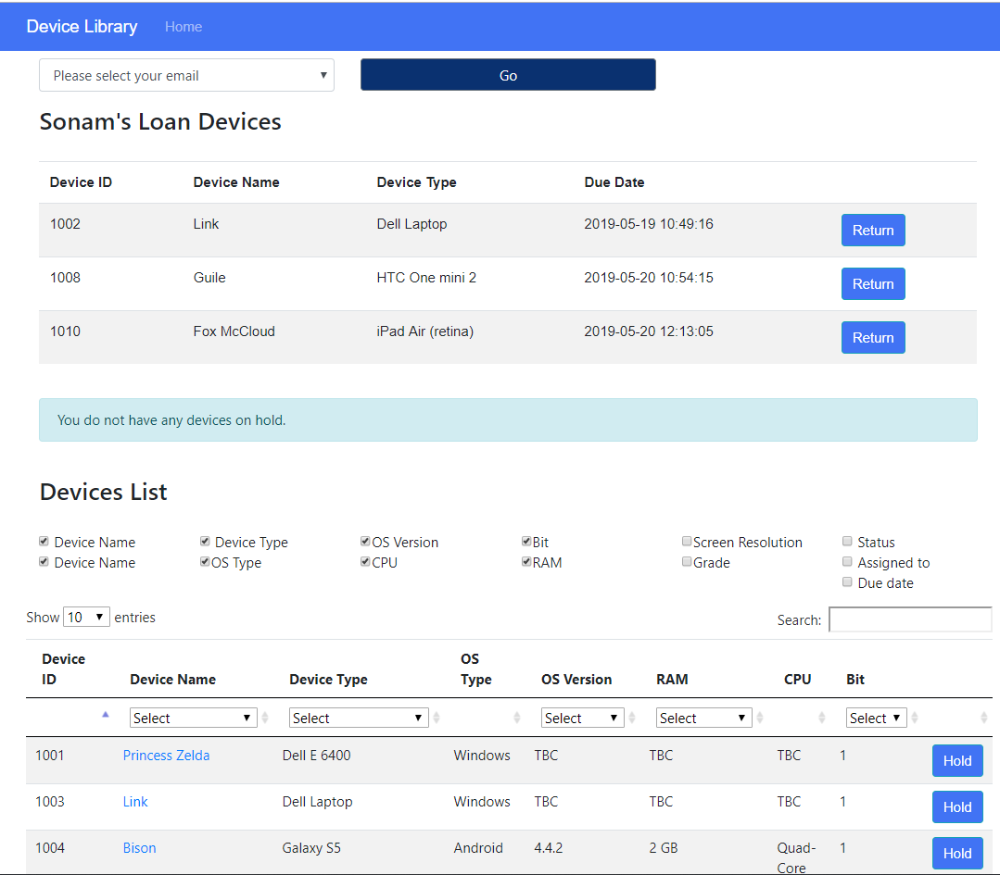 Device Library Home
Please select your email Go
Sonam's Loan Devices
Device ID Device Name Device Type Due Date
1002 Link Dell Laptop 2019-05-19 10:49:16 Return
1008 Guile HTC One mini 2 2019-05-20 10:54:15 Return
1010 Fox McCloud iPad Air (retina) 2019-05-20 12:13:05 Return
You do not have any devices on hold.
Devices List
Device Name Device Type OS Version Bit Screen Resolution Status
Device Name OS Type CPU RAM Grade Assigned to
Due date
Show 10 entries Search:
Device ID Device Name Device Type OS Type OS Version RAM CPU Bit
Select Select Select Select Select
1001 Princess Zelda Dell E 6400 Windows TBC TBC TBC 1 Hold
1003 Link Dell Laptop Windows TBC TBC TBC 1 Hold
1004 Bison Galaxy S5 Android 4.4.2 2 GB Quad-Core 1 Hold